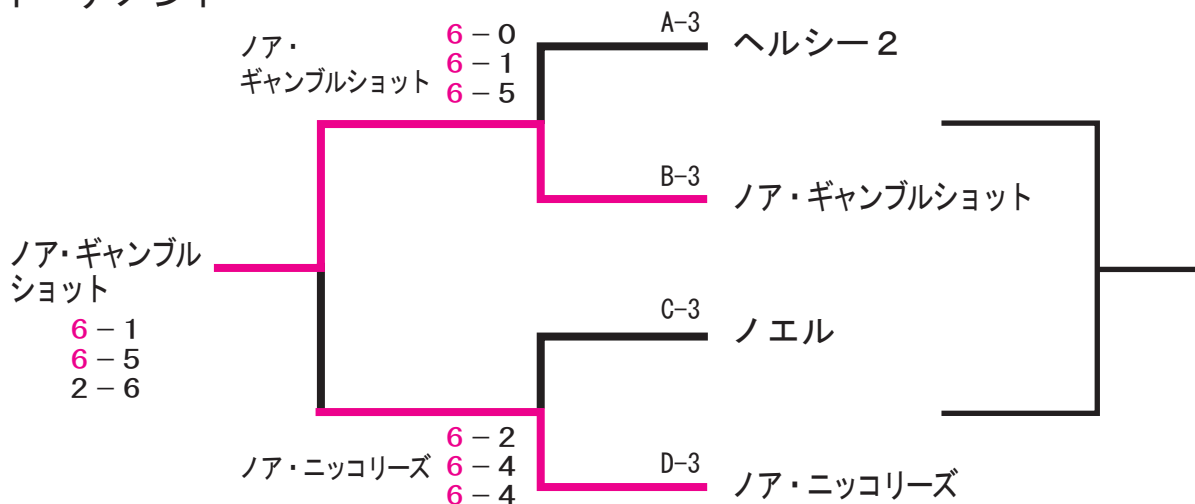 ノア・
ギャンブルショット
6－0
6－1
6－5
A-3
ヘルシー２
B-3
ノア・ギャンブルショット
ノア・ギャンブル
ショット
6－1
6－5
2－6
C-3
ノエル
ノア・ニッコリーズ
6－2
6－4
6－4
D-3
ノア・ニッコリーズ